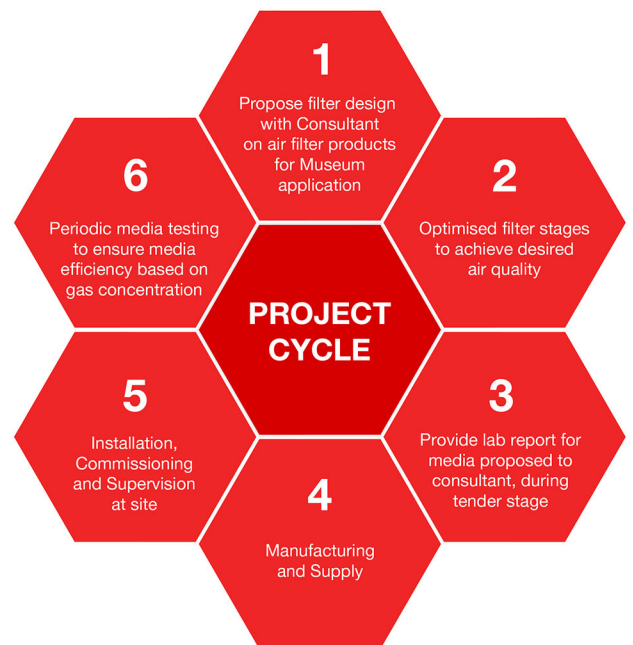 1
Propose filter design
with Consultant
on air filter products
for Museum
application
2
Optimised filter stages
to achieve desired
air quality
3
Provide lab report for
media proposed to
consultant, during
tender stage
4
Manufacturing
and Supply
5
Installation,
Commissioning
and Supervision
at site
6
Periodic media testing
to ensure media
efficiency based on
gas concentration
PROJECT
CYCLE